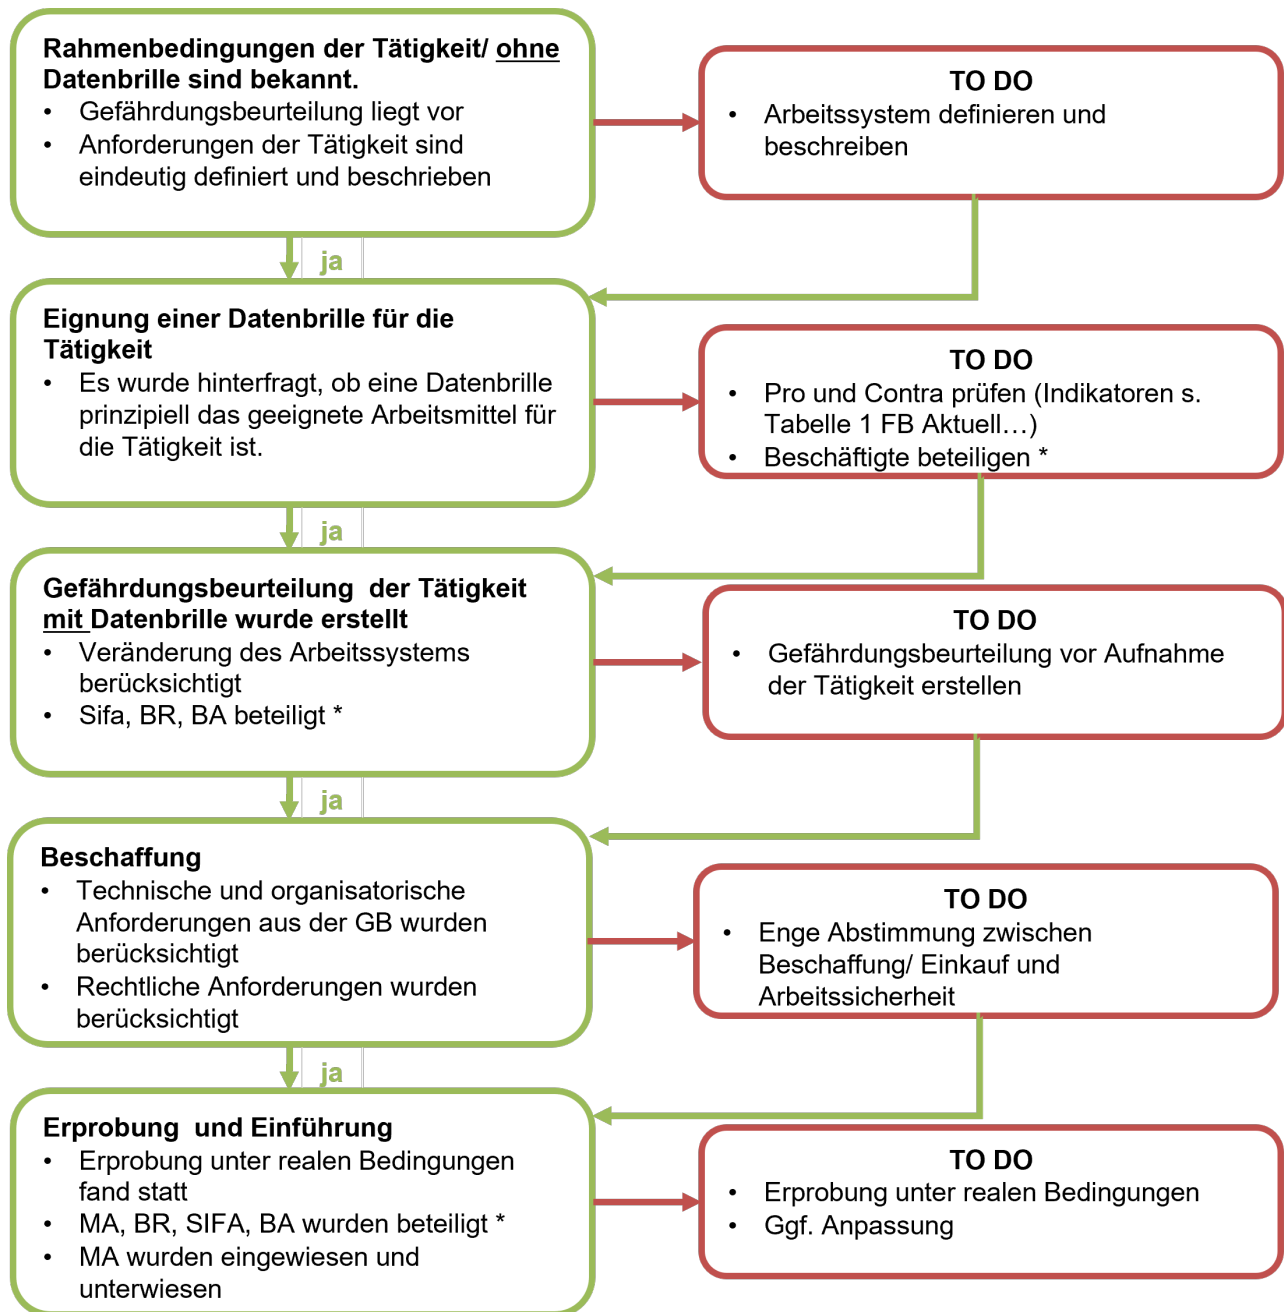 Rahmenbedingungen der Tätigkeit/ ohne
Datenbrille sind bekannt.
• Gefährdungsbeurteilung liegt vor
• Anforderungen der Tätigkeit sind
eindeutig definiert und beschrieben
TO DO
• Arbeitssystem definieren und
beschreiben
ja
Eignung einer Datenbrille für die
Tätigkeit
• Es wurde hinterfragt, ob eine Datenbrille
prinzipiell das geeignete Arbeitsmittel für
die Tätigkeit ist.
TO DO
• Pro und Contra prüfen (Indikatoren s.
Tabelle 1 FB Aktuell…)
• Beschäftigte beteiligen *
ja
Gefährdungsbeurteilung der Tätigkeit
mit Datenbrille wurde erstellt
• Veränderung des Arbeitssystems
berücksichtigt
• Sifa, BR, BA beteiligt *
TO DO
• Gefährdungsbeurteilung vor Aufnahme
der Tätigkeit erstellen
ja
Beschaffung
• Technische und organisatorische
Anforderungen aus der GB wurden
berücksichtigt
• Rechtliche Anforderungen wurden
berücksichtigt
TO DO
• Enge Abstimmung zwischen
Beschaffung/ Einkauf und
Arbeitssicherheit
ja
Erprobung und Einführung
• Erprobung unter realen Bedingungen
fand statt
• MA, BR, SIFA, BA wurden beteiligt *
• MA wurden eingewiesen und
unterwiesen
TO DO
• Erprobung unter realen Bedingungen
• Ggf. Anpassung